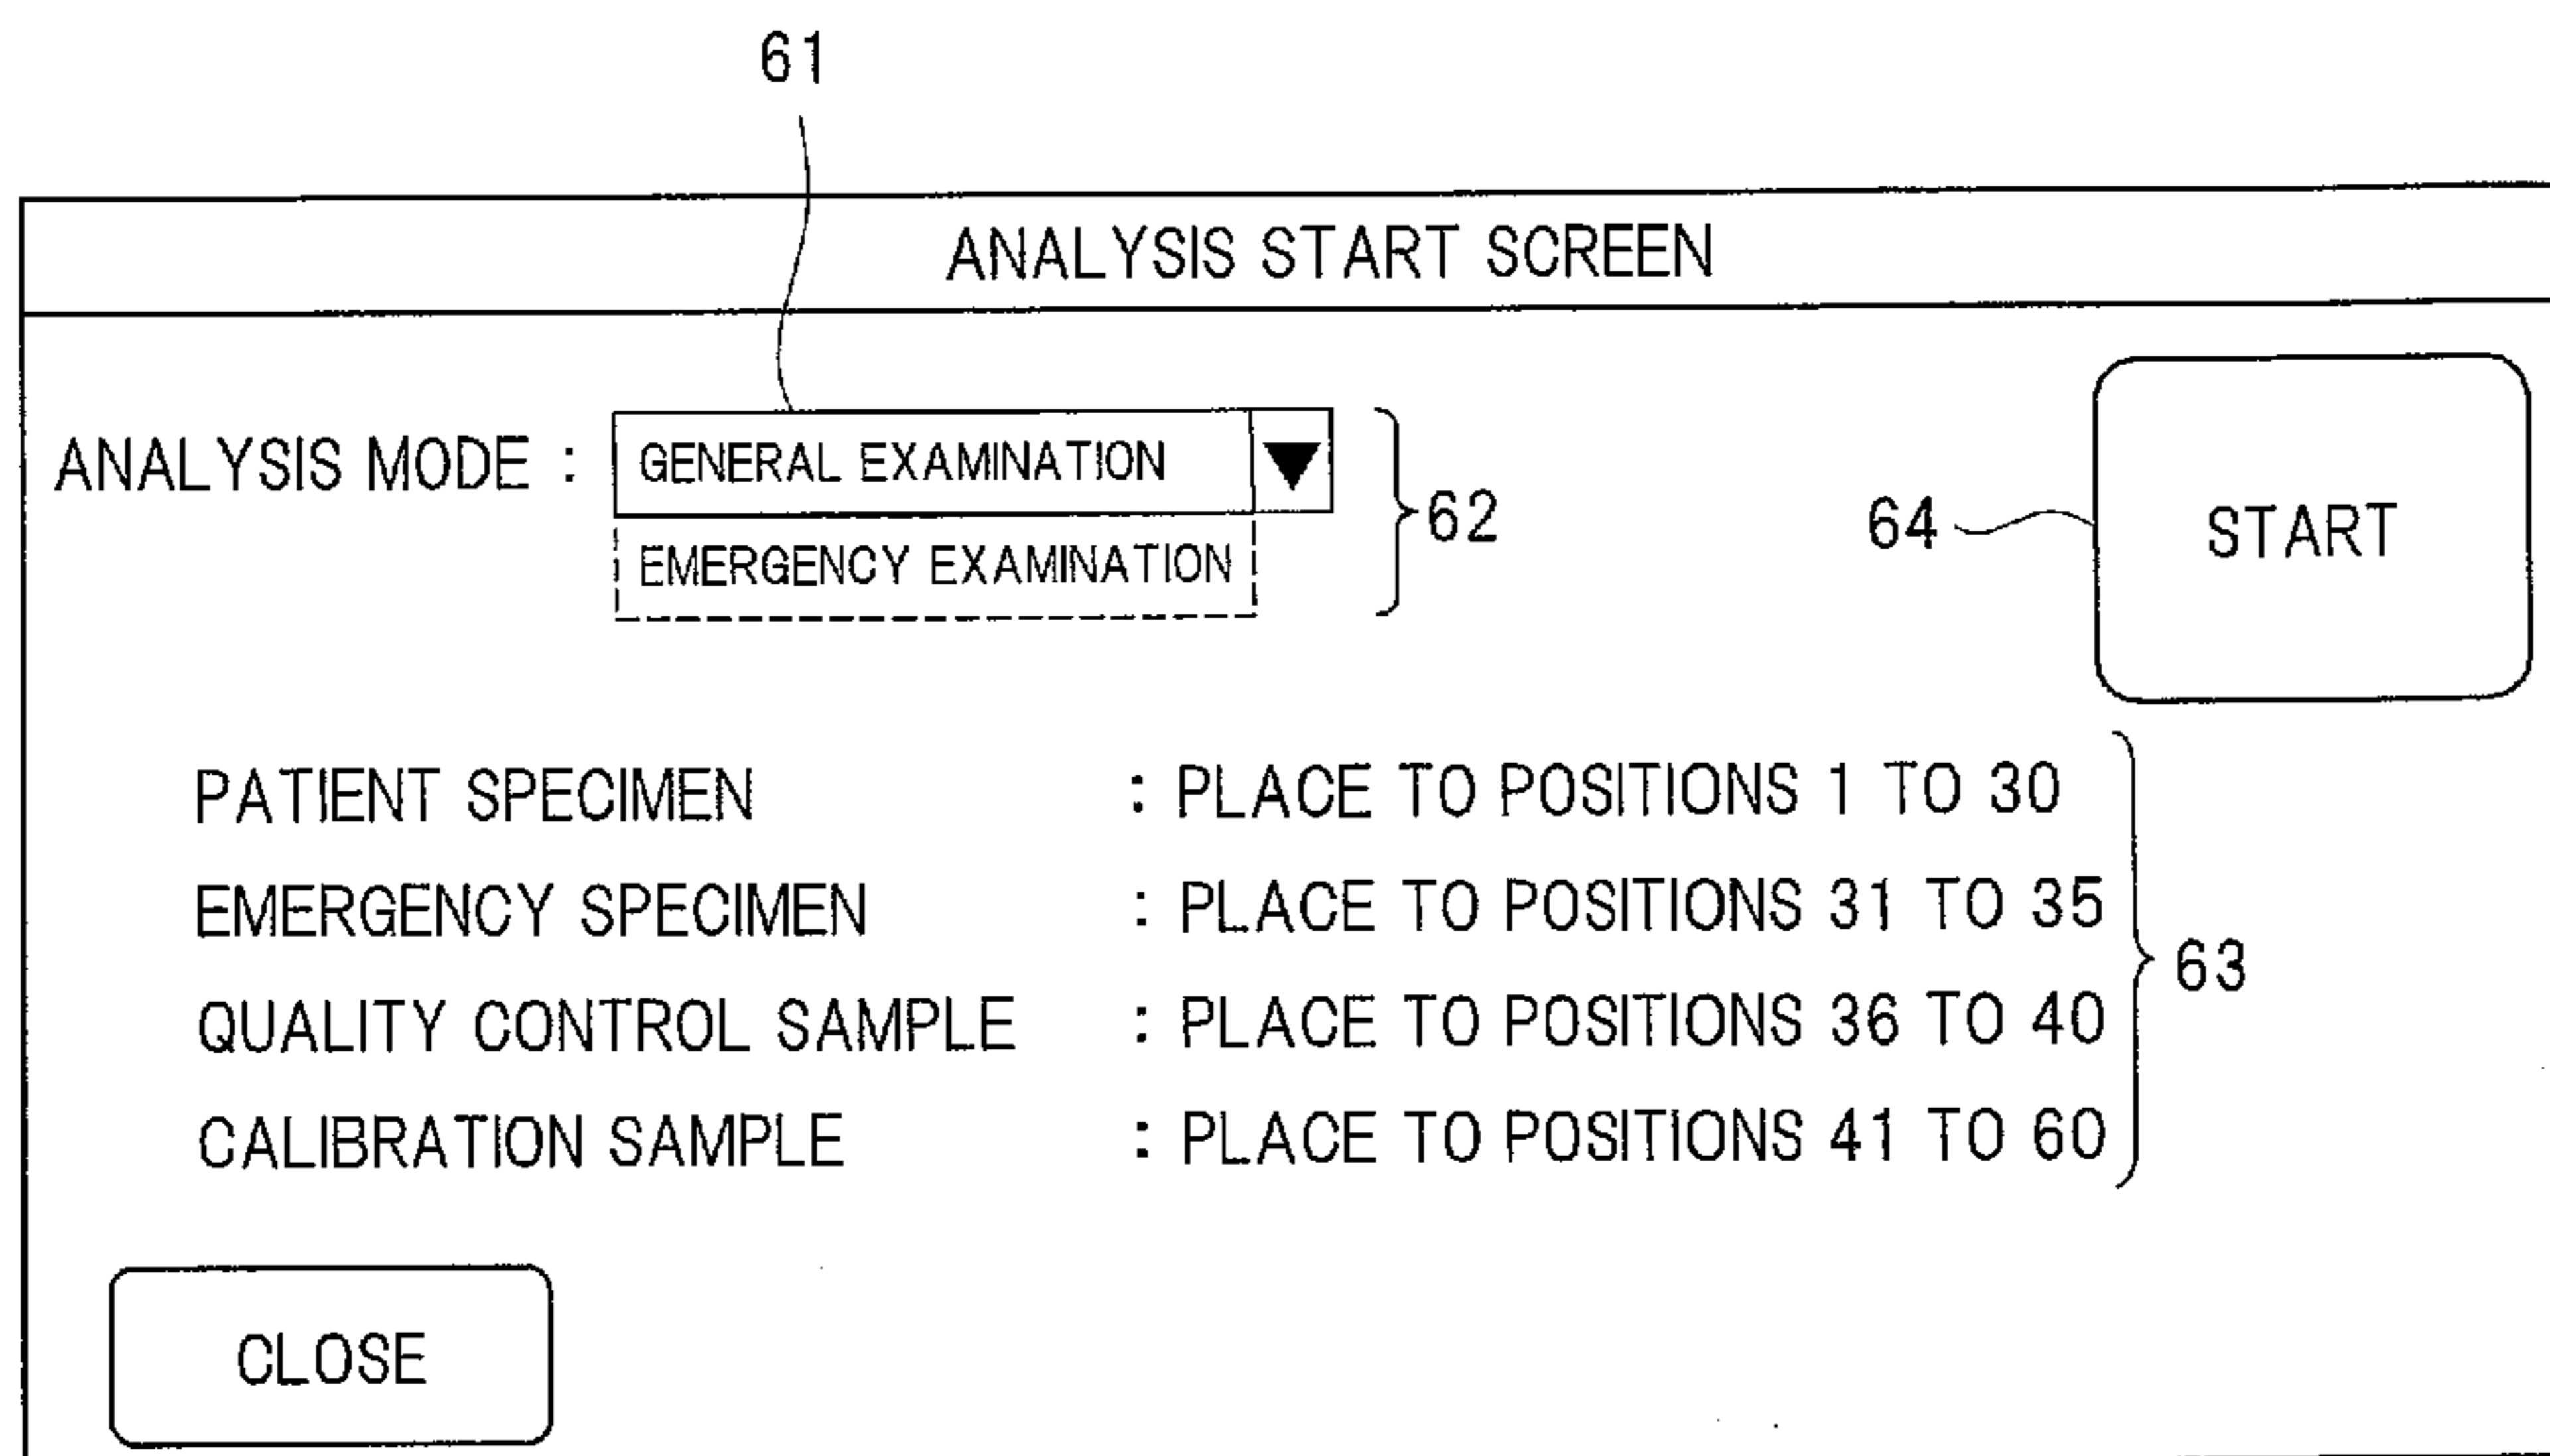 61
ANALYSIS START SCREEN
ANALYSIS MODE : GENERAL EXAMINATION ▼
EMERGENCY EXAMINATION
62
64
START
PATIENT SPECIMEN : PLACE TO POSITIONS 1 TO 30
EMERGENCY SPECIMEN : PLACE TO POSITIONS 31 TO 35
QUALITY CONTROL SAMPLE : PLACE TO POSITIONS 36 TO 40
CALIBRATION SAMPLE : PLACE TO POSITIONS 41 TO 60
63
CLOSE